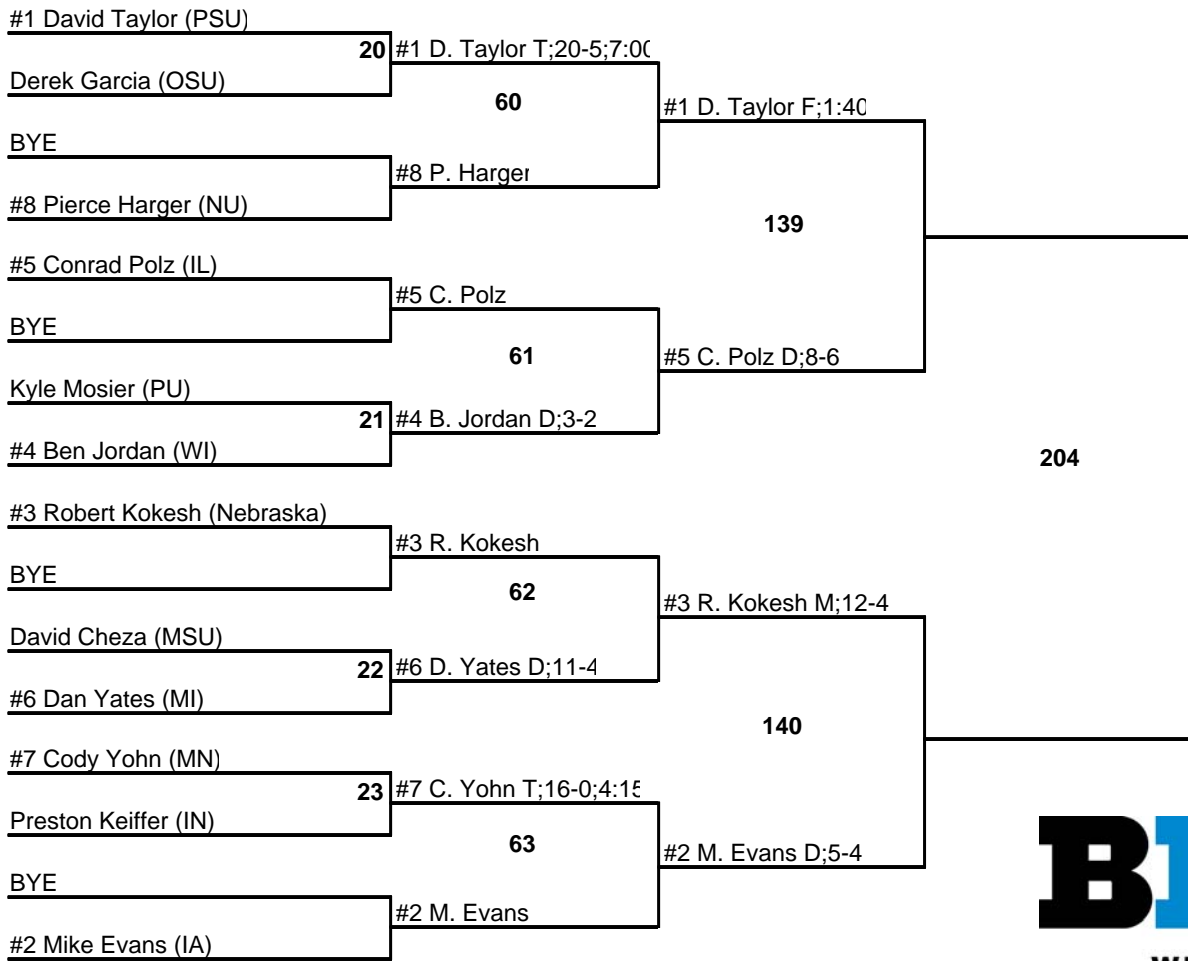 #1 David Taylor (PSU)
20 #1 D. Taylor T;20-5;7:00
Derek Garcia (OSU)
60
#1 D. Taylor F;1:40
BYE
#8 P. Harger
#8 Pierce Harger (NU)
139
#5 Conrad Polz (IL)
#5 C. Polz
BYE
61
#5 C. Polz D;8-6
Kyle Mosier (PU)
21 #4 B. Jordan D;3-2
#4 Ben Jordan (WI)
204
#3 Robert Kokesh (Nebraska)
#3 R. Kokesh
BYE
62
#3 R. Kokesh M;12-4
David Cheza (MSU)
22 #6 D. Yates D;11-4
#6 Dan Yates (MI)
140
#7 Cody Yohn (MN)
23 #7 C. Yohn T;16-0;4:15
Preston Keiffer (IN)
63
#2 M. Evans D;5-4
BYE
#2 M. Evans
#2 Mike Evans (IA)